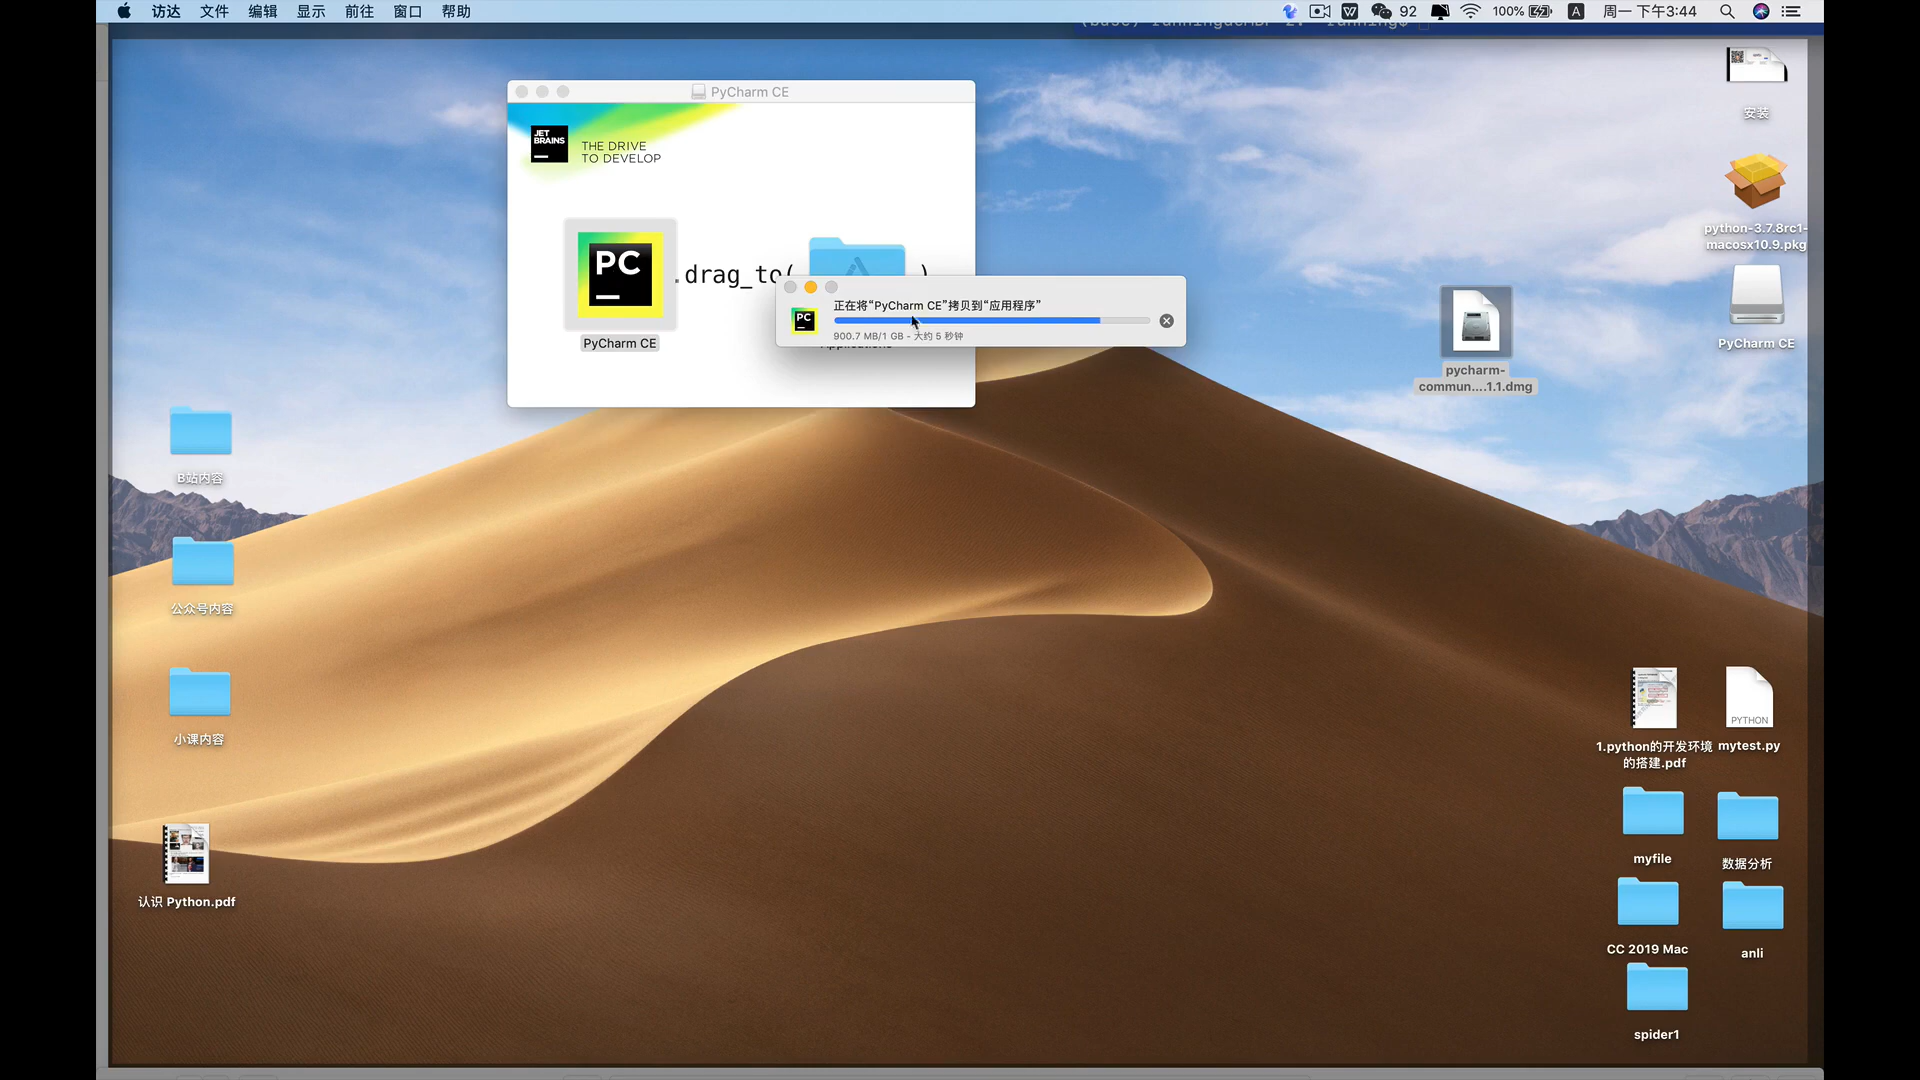 访达 文件 编辑 显示 前往 窗口 帮助
92 100% A 周一 下午3:44
PyCharm CE
JET
BRAINS
THE DRIVE
TO DEVELOP
PC
.drag_to( )
PyCharm CE
正在将“PyCharm CE”拷贝到“应用程序”
PC
900.7 MB/1 GB - 大约 5 秒钟
Applications
安装
python-3.7.8rc1-
macosx10.9.pkg
PyCharm CE
pycharm-
commun....1.1.dmg
B站内容
公众号内容
小课内容
认识 Python.pdf
PYTHON
1.python的开发环境
的搭建.pdf
mytest.py
myfile
数据分析
CC 2019 Mac
anli
spider1